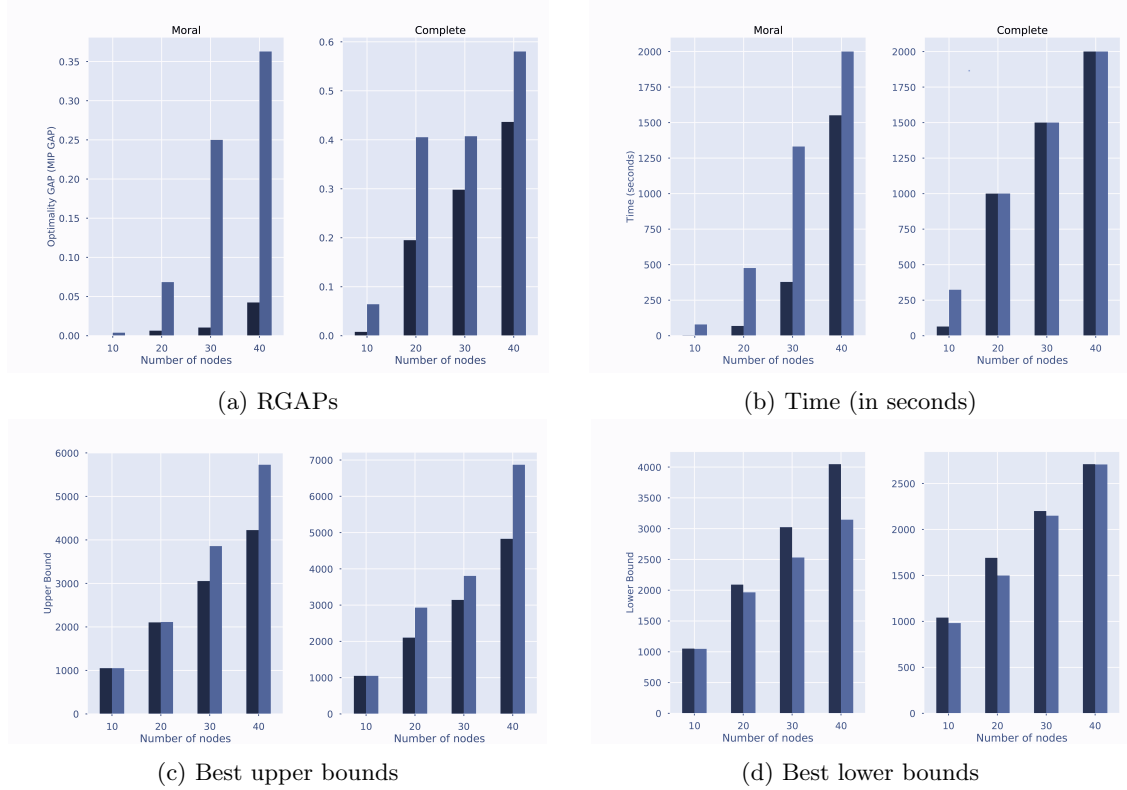 Moral
Complete
Optimality GAP (MIP GAP)
0.35
0.30
0.25
0.20
0.15
0.10
0.05
0.00
10 20 30 40
Number of nodes
0.6
0.5
0.4
0.3
0.2
0.1
0.0
10 20 30 40
Number of nodes
(a) RGAPs
Moral
Complete
Time (seconds)
2000
1750
1500
1250
1000
750
500
250
0
10 20 30 40
Number of nodes
2000
1750
1500
1250
1000
750
500
250
0
10 20 30 40
Number of nodes
(b) Time (in seconds)
Upper Bound
6000
5000
4000
3000
2000
1000
0
10 20 30 40
Number of nodes
7000
6000
5000
4000
3000
2000
1000
0
10 20 30 40
Number of nodes
(c) Best upper bounds
Lower Bound
4000
3500
3000
2500
2000
1500
1000
500
0
10 20 30 40
Number of nodes
2500
2000
1500
1000
500
0
10 20 30 40
Number of nodes
(d) Best lower bounds